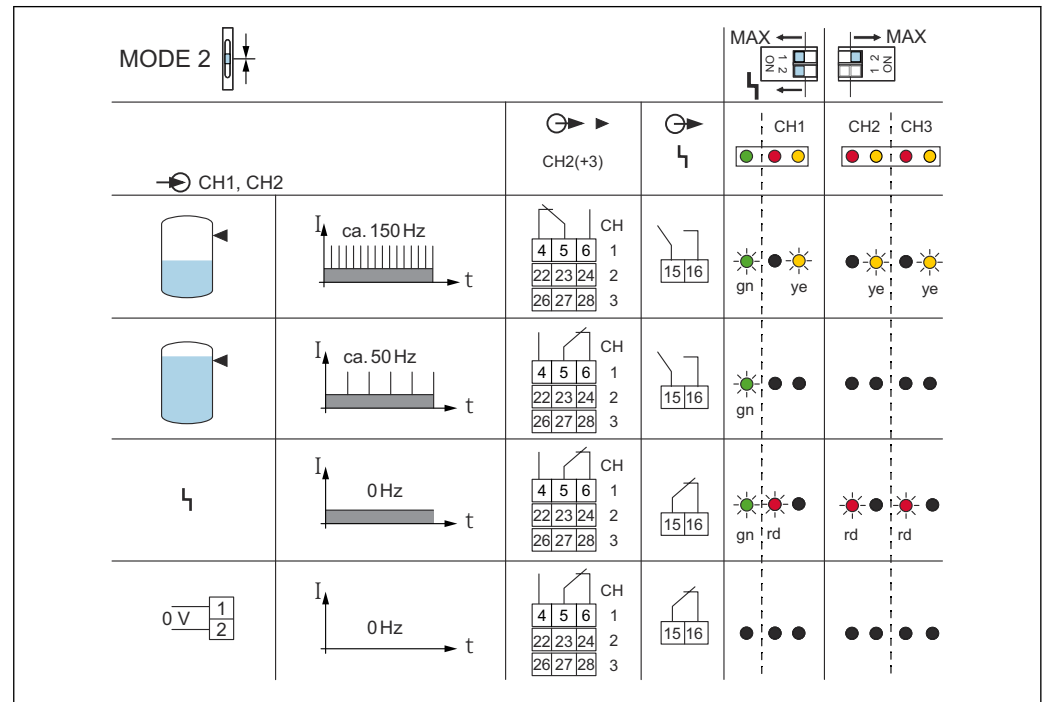 MODE 2
MAX
MAX
ON
1 2
1 2
ON
CH2(+3)
CH1
CH2
CH3
CH1, CH2
I
ca. 150 Hz
t
CH
4 5 6 1
22 23 24 2
26 27 28 3
15 16
gn
ye
ye
ye
I
ca. 50 Hz
t
CH
4 5 6 1
22 23 24 2
26 27 28 3
15 16
gn
I
0 Hz
t
CH
4 5 6 1
22 23 24 2
26 27 28 3
15 16
gn
rd
rd
rd
0 V
1
2
I
0 Hz
t
CH
4 5 6 1
22 23 24 2
26 27 28 3
15 16